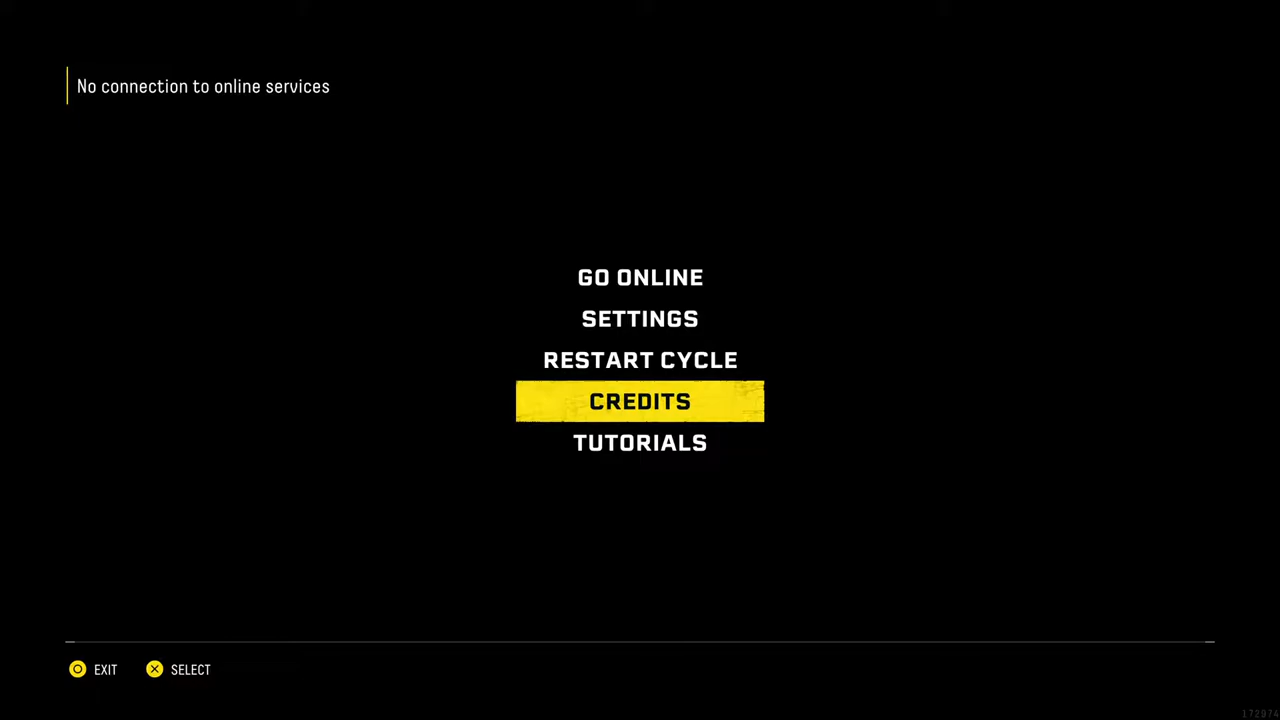 No connection to online services
GO ONLINE
SETTINGS
RESTART CYCLE
CREDITS
TUTORIALS
EXIT SELECT